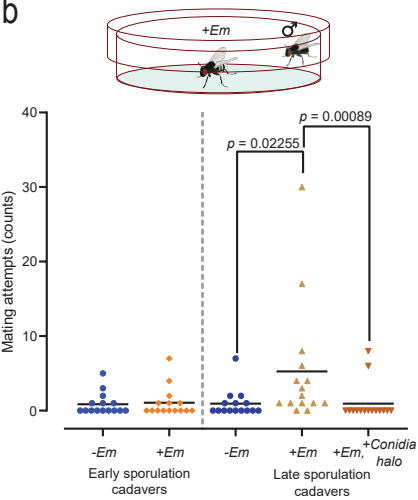 b
+Em ♂
Mating attempts (counts)
40
30
20
10
0
p = 0.02255
p = 0.00089
-Em +Em -Em +Em +Em, +Conidia halo
Early sporulation
cadavers
Late sporulation
cadavers